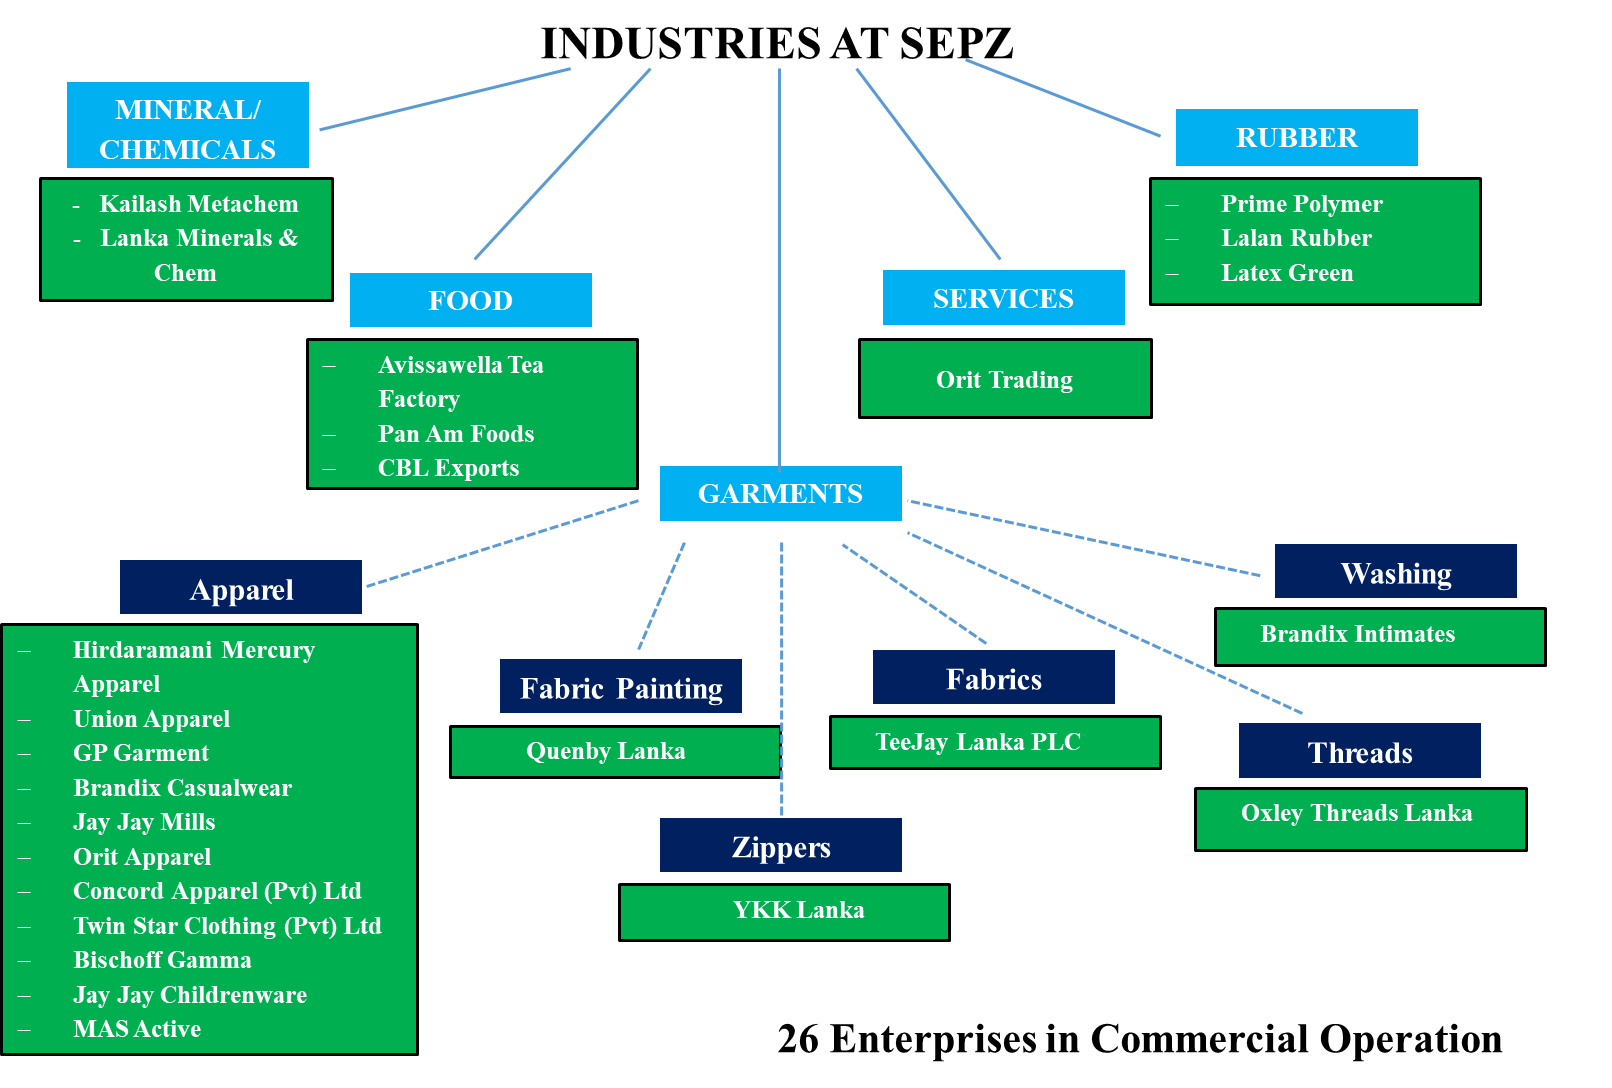 INDUSTRIES AT SEPZ
MINERAL/
CHEMICALS
- Kailash Metachem
- Lanka Minerals &
Chem
RUBBER
– Prime Polymer
– Lalan Rubber
– Latex Green
FOOD
– Avissawella Tea
Factory
– Pan Am Foods
– CBL Exports
SERVICES
Orit Trading
GARMENTS
Apparel
– Hirdaramani Mercury
Apparel
– Union Apparel
– GP Garment
– Brandix Casualwear
– Jay Jay Mills
– Orit Apparel
– Concord Apparel (Pvt) Ltd
– Twin Star Clothing (Pvt) Ltd
– Bischoff Gamma
– Jay Jay Childrenware
– MAS Active
Fabric Painting
Quenby Lanka
Zippers
YKK Lanka
Fabrics
TeeJay Lanka PLC
Washing
Brandix Intimates
Threads
Oxley Threads Lanka
26 Enterprises in Commercial Operation